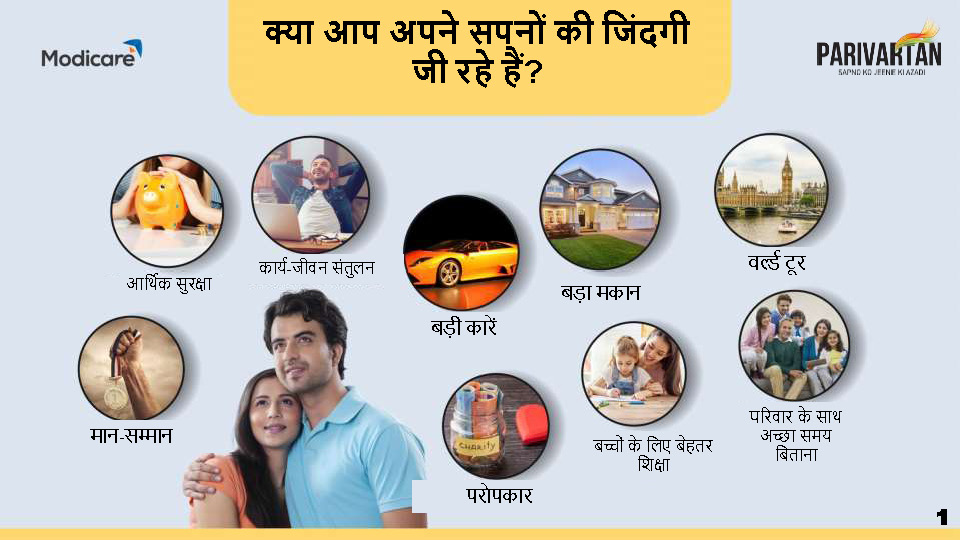 क्या आप अपने सपनों की जिंदगी
जी रहे हैं?
Modicare
PARIVARTAN
SAPNO KO JEENE KI AZADI
आर्थिक सुरक्षा
कार्य-जीवन संतुलन
बड़ी कारें
बड़ा मकान
वर्ल्ड टूर
मान-सम्मान
CHARITY
परोपकार
बच्चों के लिए बेहतर
शिक्षा
परिवार के साथ
अच्छा समय
बिताना
1